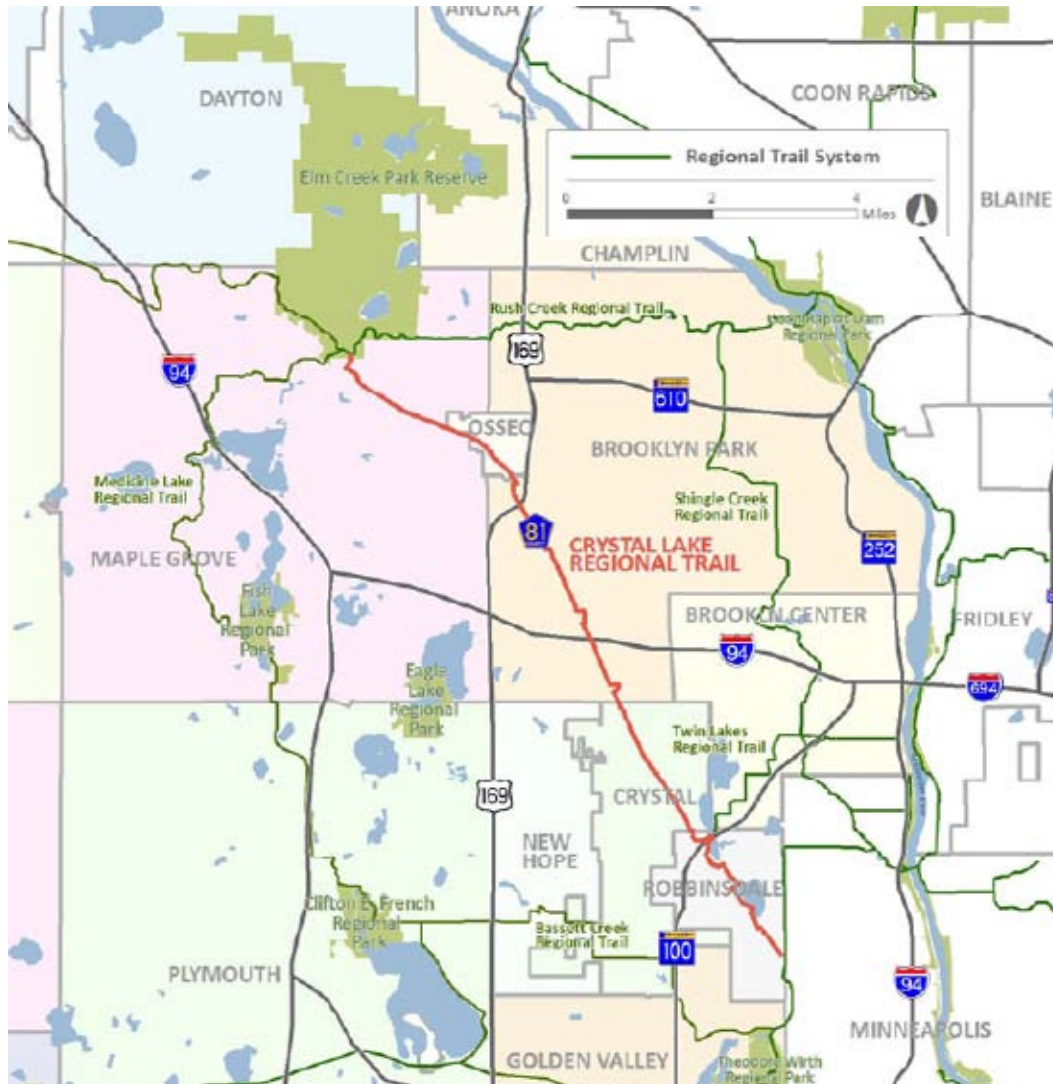 ANOKA
DAYTON
COON RAPIDS
Regional Trail System
Elm Creek Park Reserve
0 2 4
Miles
BLAINE
CHAMPLIN
Rush Creek Regional Trail
Coon Rapids Dam
Regional Park
169
94
610
OSSEO
BROOKLYN PARK
Medicine Lake
Regional Trail
Shingle Creek
Regional Trail
81
CRYSTAL LAKE
REGIONAL TRAIL
252
MAPLE GROVE
Fish
Lake
Regional
Park
BROOKLYN CENTER
FRIDLEY
94
694
Eagle
Lake
Regional
Park
Twin Lakes
Regional Trail
169
CRYSTAL
NEW
HOPE
ROBBINSDALE
Clifton E. French
Regional
Park
Bassett Creek
Regional Trail
100
PLYMOUTH
94
MINNEAPOLIS
GOLDEN VALLEY
Theodore Wirth
Regional Park